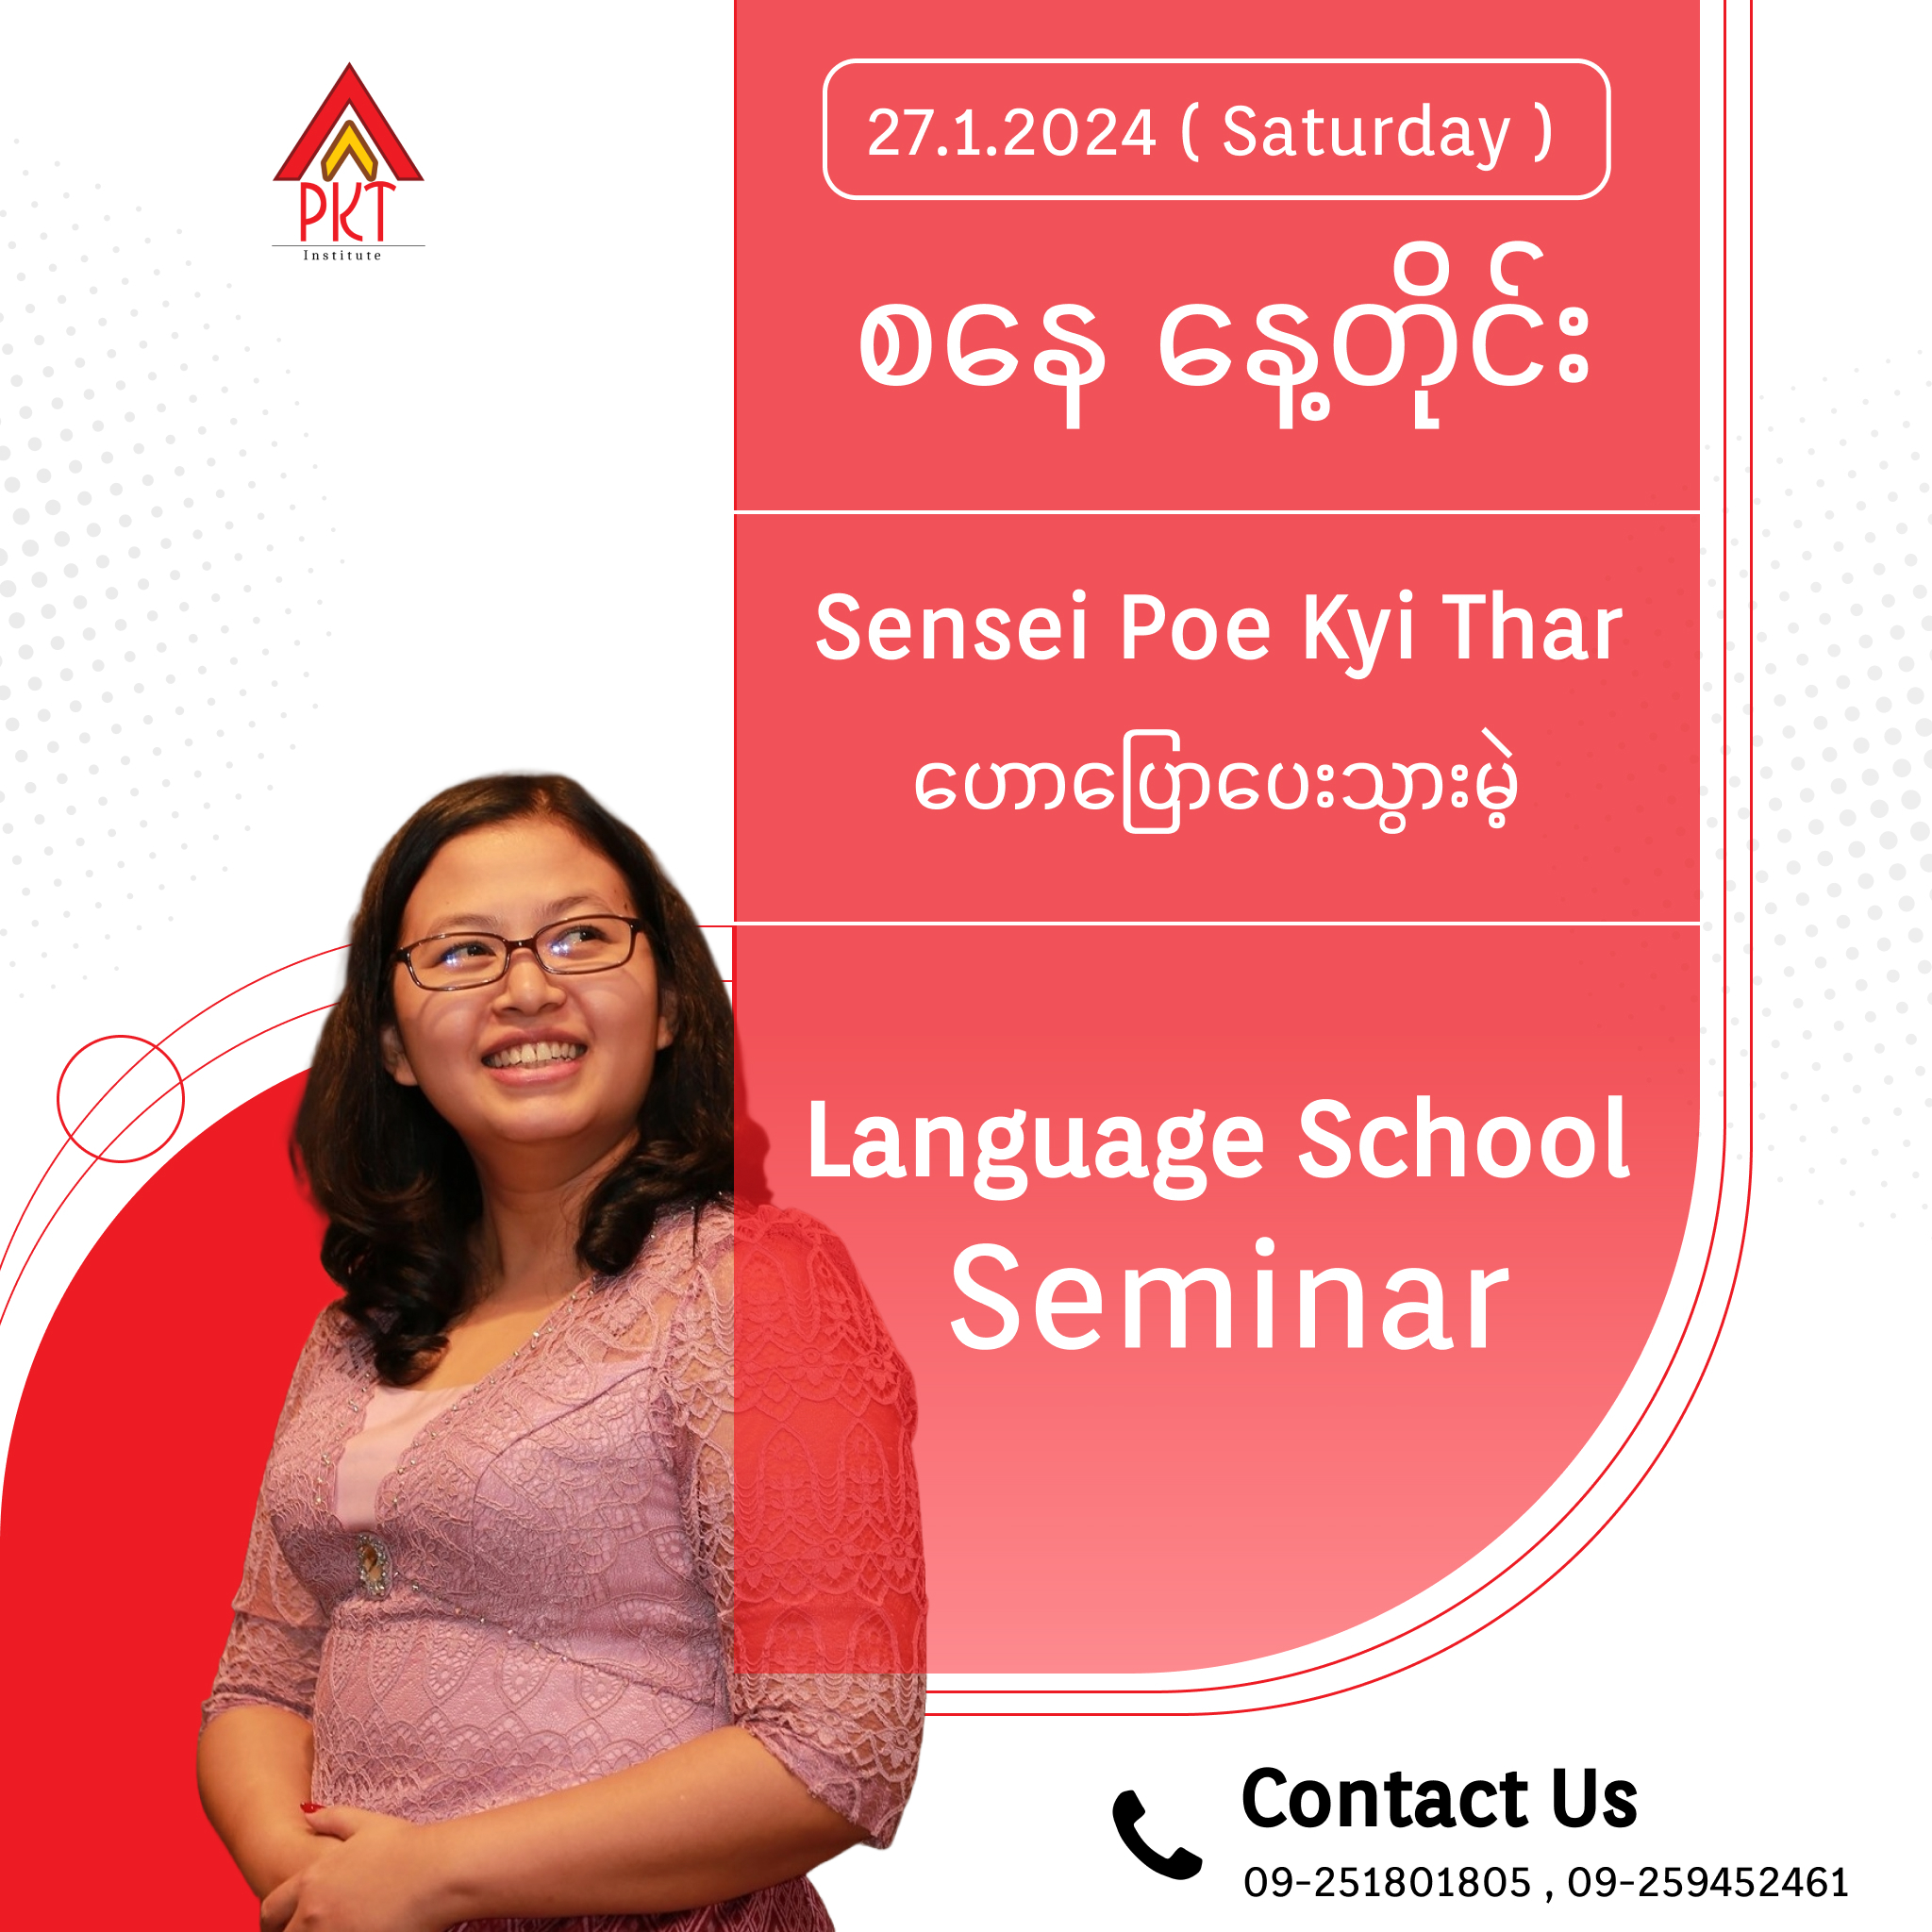 PKT
Institute
27.1.2024 ( Saturday )
စနေ နေ့တိုင်း
Sensei Poe Kyi Thar
ဟောပြောပေးသွားမဲ့
Language School
Seminar
Contact Us
09-251801805 , 09-259452461